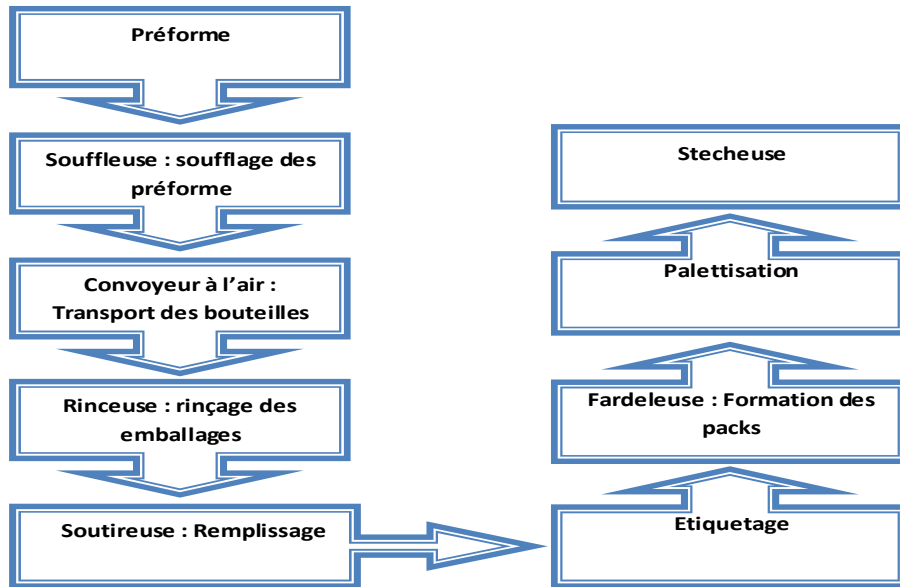 Préforme
Souffleuse : soufflage des
préforme
Convoyeur à l’air :
Transport des bouteilles
Rinceuse : rinçage des
emballages
Soutireuse : Remplissage
Etiquetage
Fardeleuse : Formation des
packs
Palettisation
Stecheuse